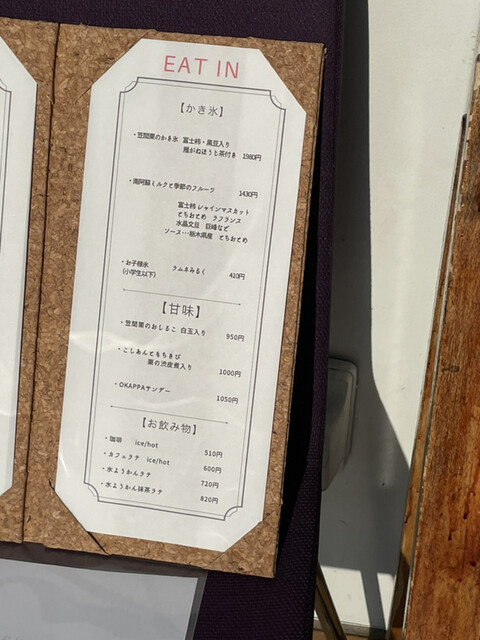 EAT IN
【かき氷】
・笠間栗のかき氷 富士柿・黒豆入り
雁がねほうじ茶付き 1980円
・南阿蘇ミルクと季節のフルーツ 1430円
富士柿 シャインマスカット
とちおとめ ラフランス
水晶文旦 巨峰など
ソース…栃木県産 とちおとめ
・お子様氷 ラムネみるく 410円
(小学生以下)
【甘味】
・笠間栗のおしるこ 白玉入り 950円
・こしあんともちきび
栗の渋皮煮入り 1000円
・OKAPPAサンデー 1050円
【お飲み物】
・珈琲 ice/hot 510円
・カフェラテ ice/hot 600円
・水ようかんラテ 720円
・水ようかん抹茶ラテ 820円